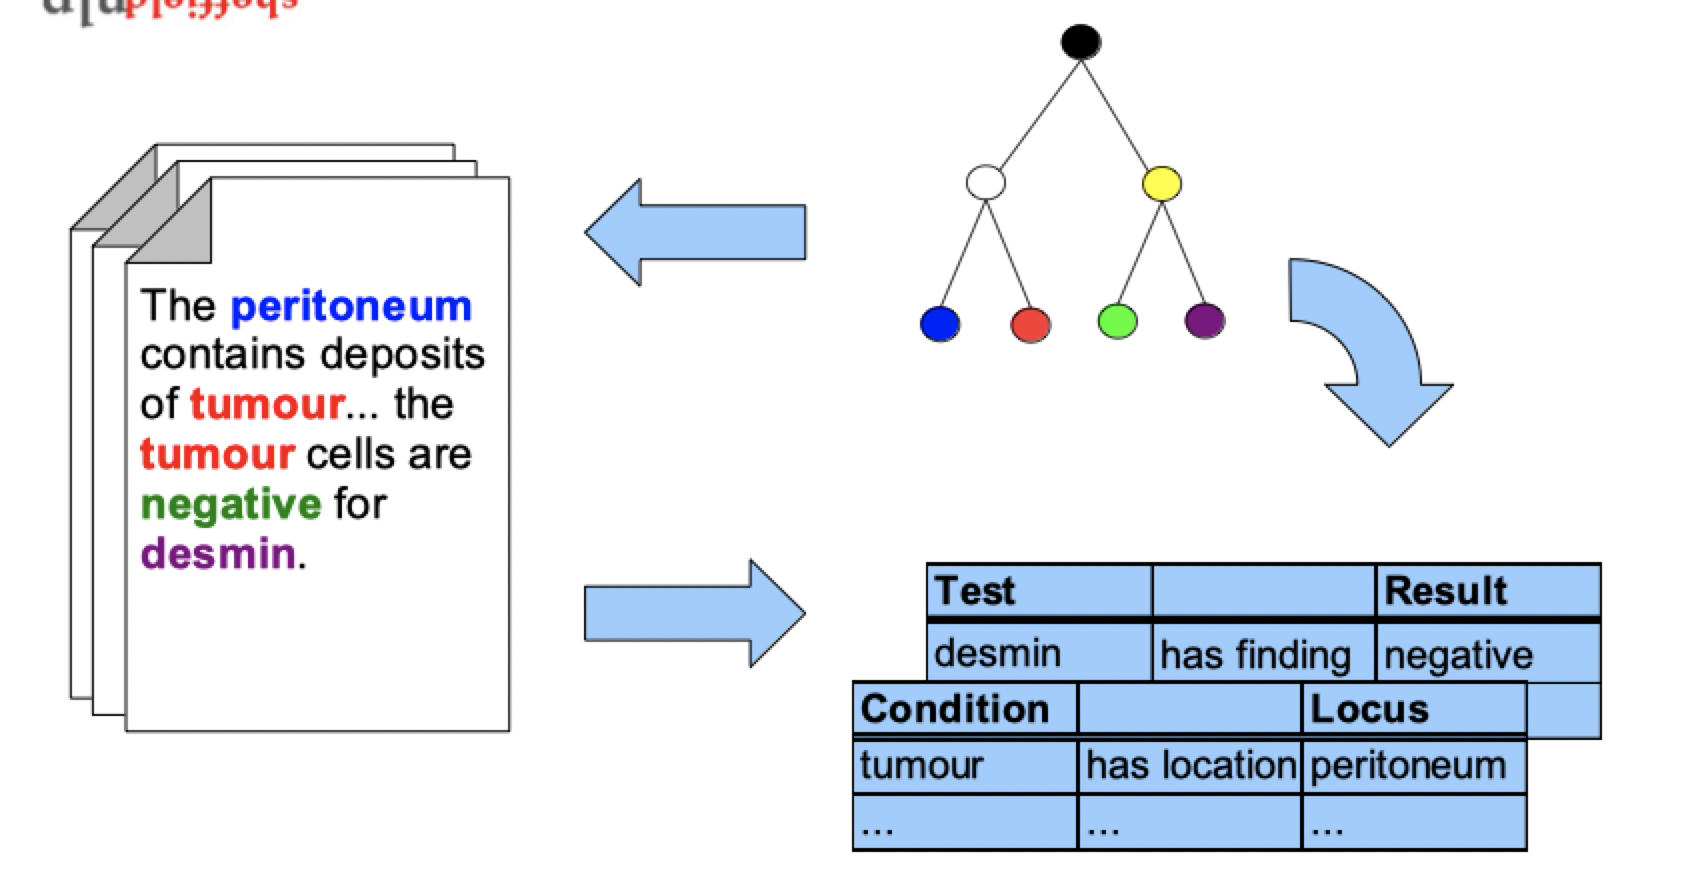 The peritoneum
contains deposits
of tumour... the
tumour cells are
negative for
desmin.
Test Result
desmin has finding negative
Condition Locus
tumour has location peritoneum
... ... ...